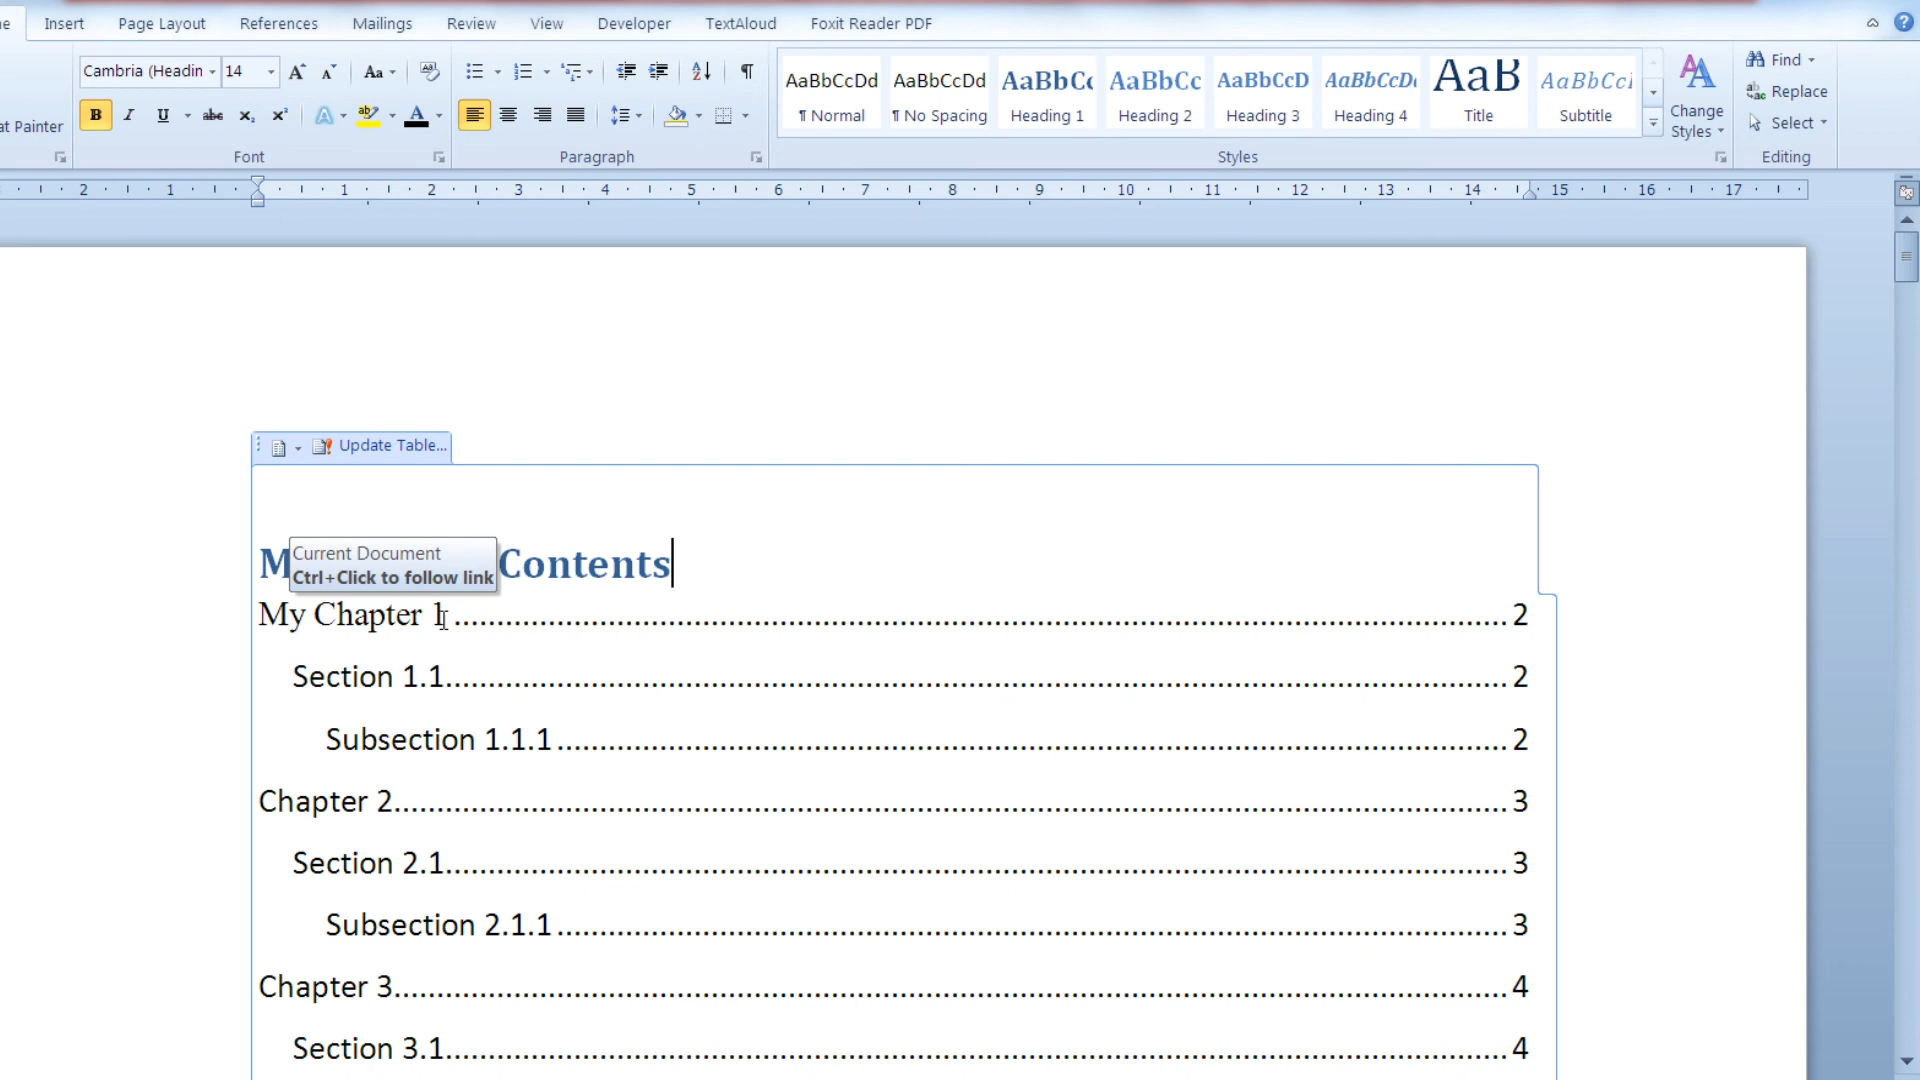 Insert Page Layout References Mailings Review View Developer TextAloud Foxit Reader PDF
Cambria (Headin 14 Aa
AaBbCcDd AaBbCcDd AaBbCc AaBbCc AaBbCcD AaBbCcD AaB AaBbCcI
¶ Normal ¶ No Spacing Heading 1 Heading 2 Heading 3 Heading 4 Title Subtitle
Change
Styles
Find
Replace
Select
at Painter
B I U abc x₂ x² A ab A
Font Paragraph Styles Editing
2 1 1 2 3 4 5 6 7 8 9 10 11 12 13 14 15 16 17
Update Table...
Current Document
Ctrl+Click to follow link
M Contents
My Chapter 1 2
Section 1.1 2
Subsection 1.1.1 2
Chapter 2 3
Section 2.1 3
Subsection 2.1.1 3
Chapter 3 4
Section 3.1 4